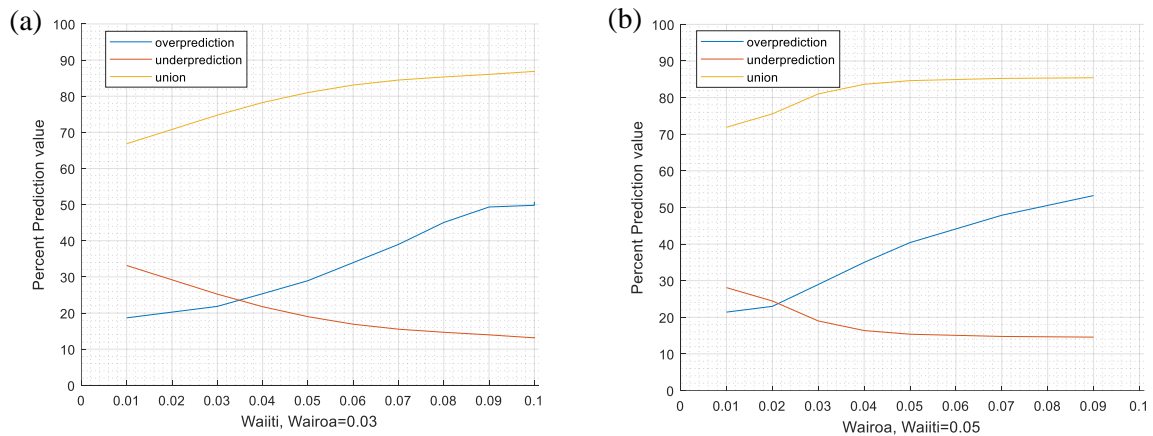 (a)
100
90
80
70
60
50
40
30
20
10
0
Percent Prediction value
overprediction
underprediction
union
0 0.01 0.02 0.03 0.04 0.05 0.06 0.07 0.08 0.09 0.1
Waiiti, Wairoa=0.03
(b)
100
90
80
70
60
50
40
30
20
10
0
Percent Prediction value
overprediction
underprediction
union
0 0.01 0.02 0.03 0.04 0.05 0.06 0.07 0.08 0.09 0.1
Wairoa, Waiiti=0.05